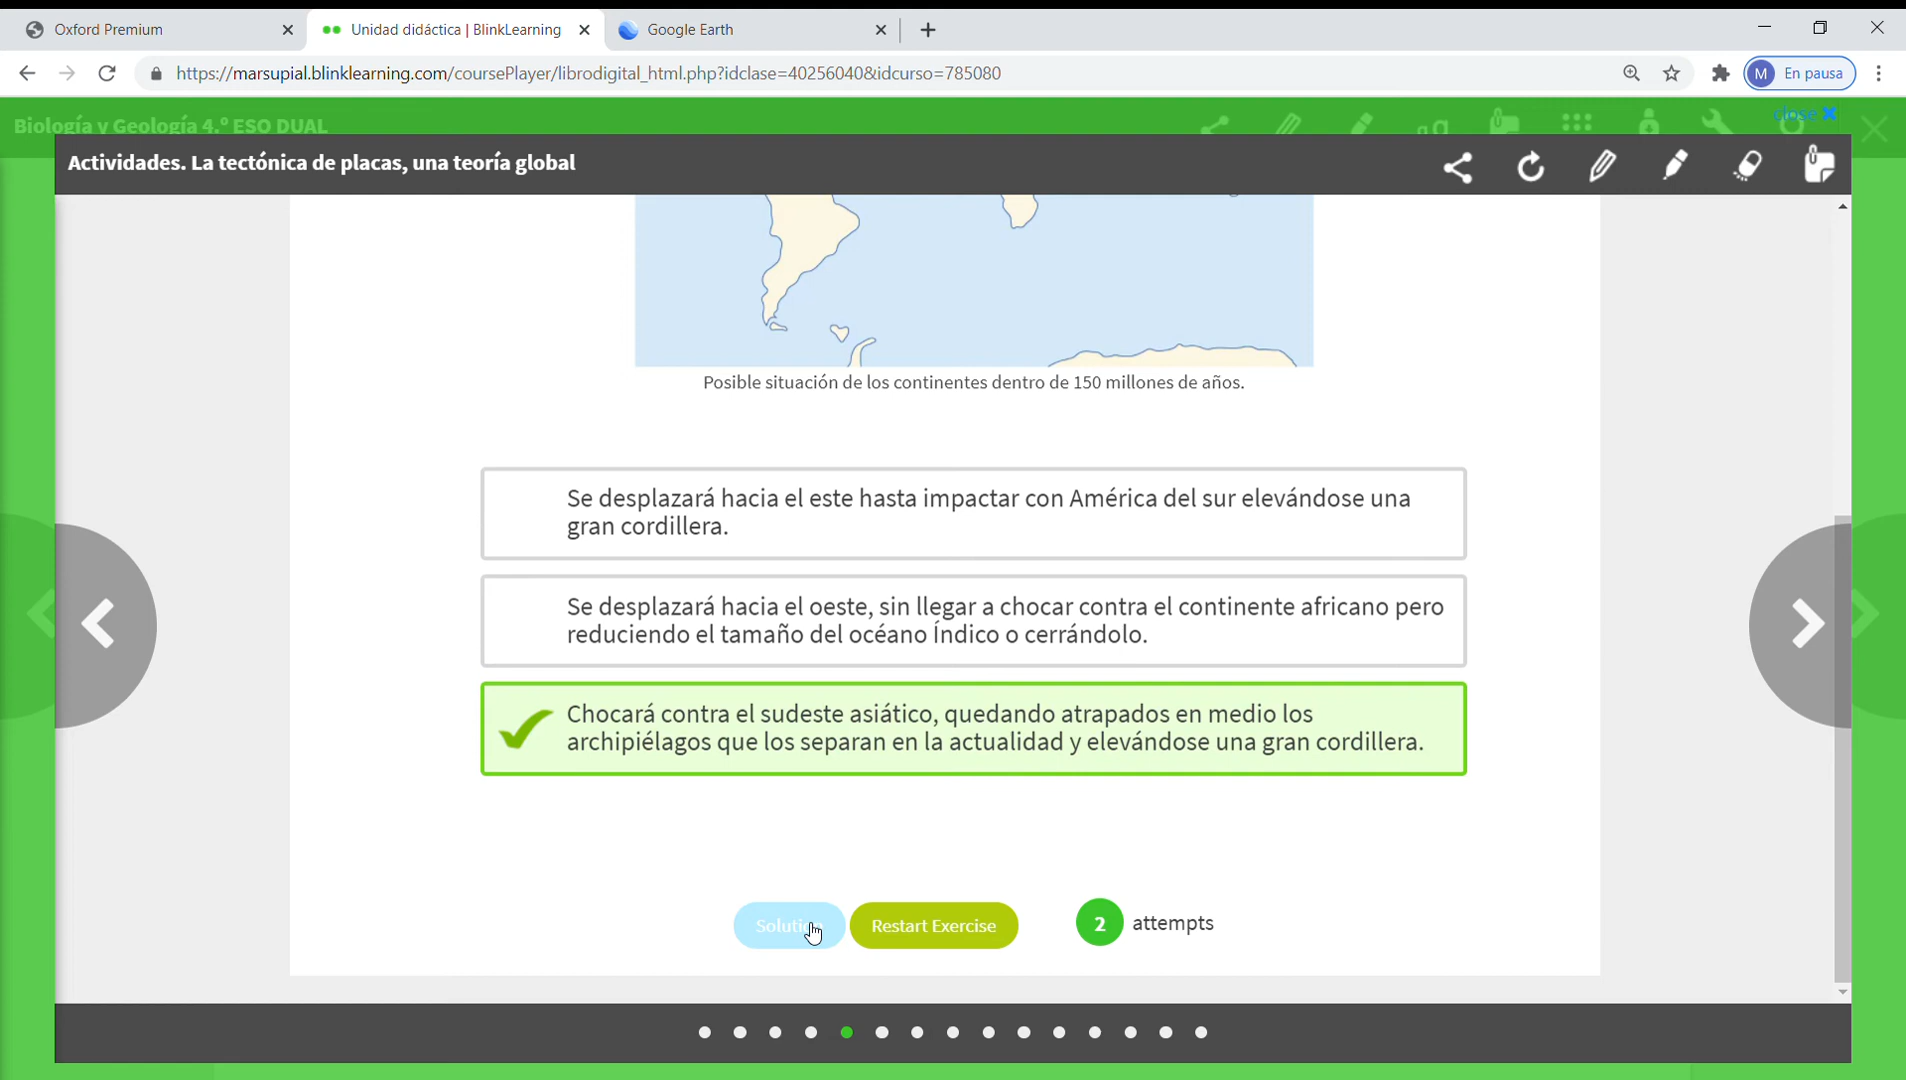 Oxford Premium
Unidad didáctica | BlinkLearning
Google Earth
https://marsupial.blinklearning.com/coursePlayer/librodigital_html.php?idclase=40256040&idcurso=785080
M En pausa
Biología y Geología 4.º ESO DUAL
close
Actividades. La tectónica de placas, una teoría global
Posible situación de los continentes dentro de 150 millones de años.
Se desplazará hacia el este hasta impactar con América del sur elevándose una
gran cordillera.
Se desplazará hacia el oeste, sin llegar a chocar contra el continente africano pero
reduciendo el tamaño del océano Índico o cerrándolo.
Chocará contra el sudeste asiático, quedando atrapados en medio los
archipiélagos que los separan en la actualidad y elevándose una gran cordillera.
Solution
Restart Exercise
2 attempts